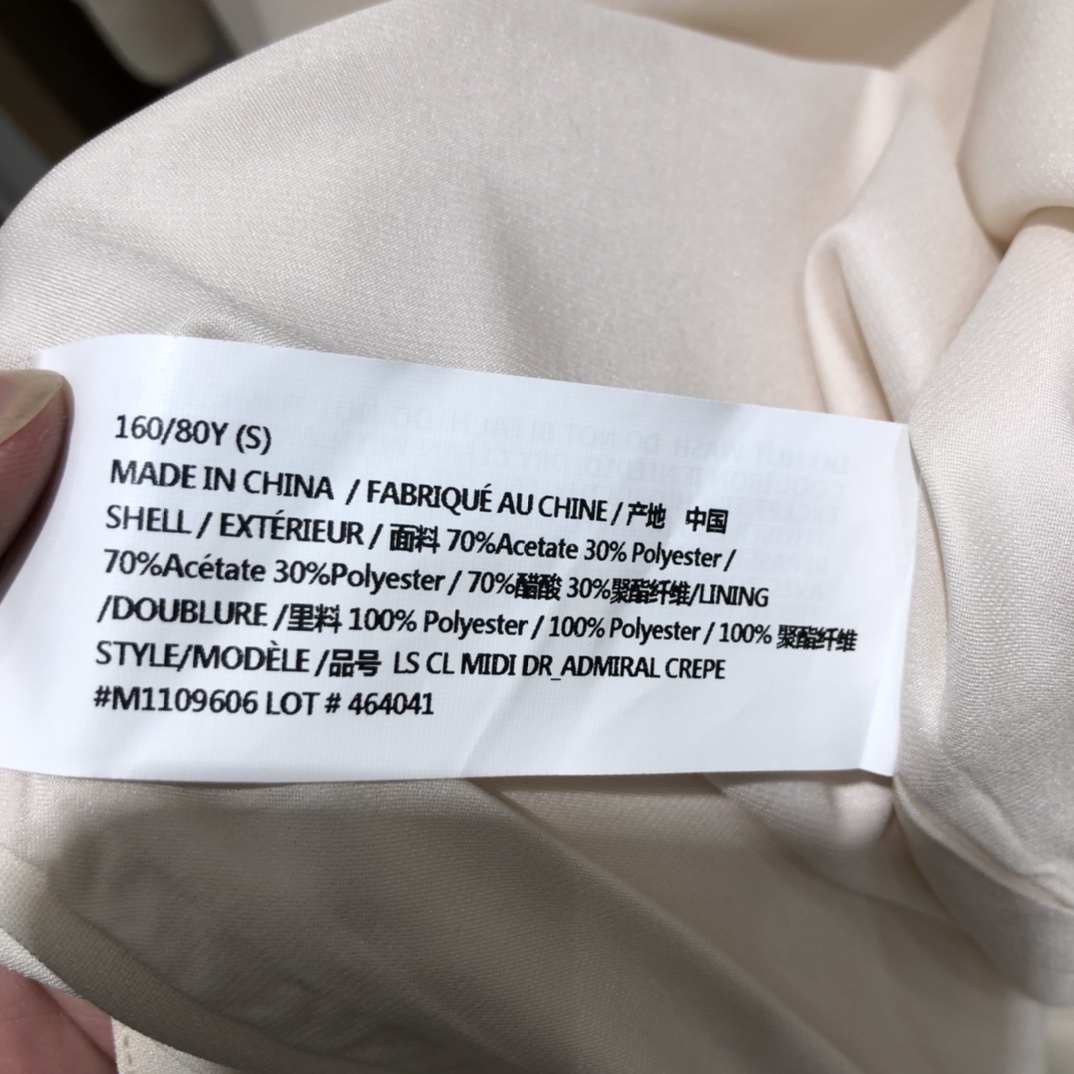 160/80Y (S)
MADE IN CHINA / FABRIQUÉ AU CHINE / 产地 中国
SHELL / EXTÉRIEUR / 面料 70%Acetate 30% Polyester /
70%Acétate 30%Polyester / 70%醋酸 30%聚酯纤维/LINING
/DOUBLURE /里料 100% Polyester / 100% Polyester / 100% 聚酯纤维
STYLE/MODÈLE /品号 LS CL MIDI DR_ADMIRAL CREPE
#M1109606 LOT # 464041